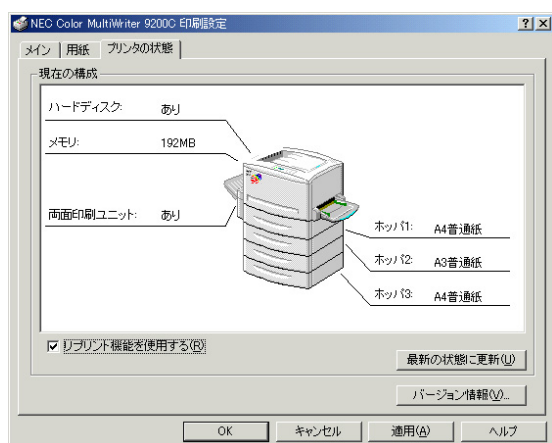 NEC Color MultiWriter 9200C 印刷設定
メイン 用紙 プリンタの状態
現在の構成
ハードディスク: あり
メモリ: 192MB
両面印刷ユニット: あり
ホッパ1: A4普通紙
ホッパ2: A3普通紙
ホッパ3: A4普通紙
リプリント機能を使用する(R)
最新の状態に更新(U)
バージョン情報(V)...
OK キャンセル 適用(A) ヘルプ